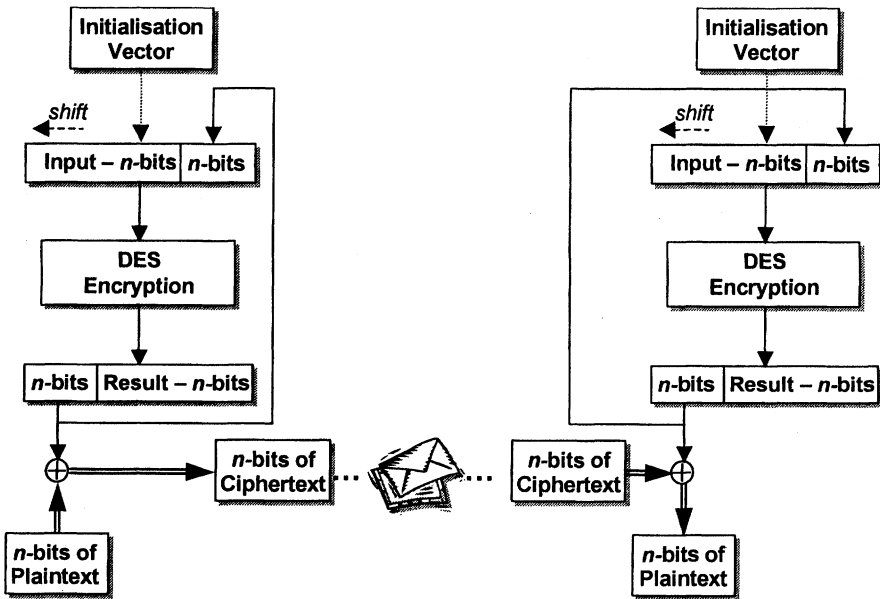 Initialisation
Vector
shift
Input – n-bits
n-bits
DES
Encryption
n-bits
Result – n-bits
n-bits of
Ciphertext
n-bits of
Plaintext
Initialisation
Vector
shift
Input – n-bits
n-bits
DES
Encryption
n-bits
Result – n-bits
n-bits of
Ciphertext
n-bits of
Plaintext